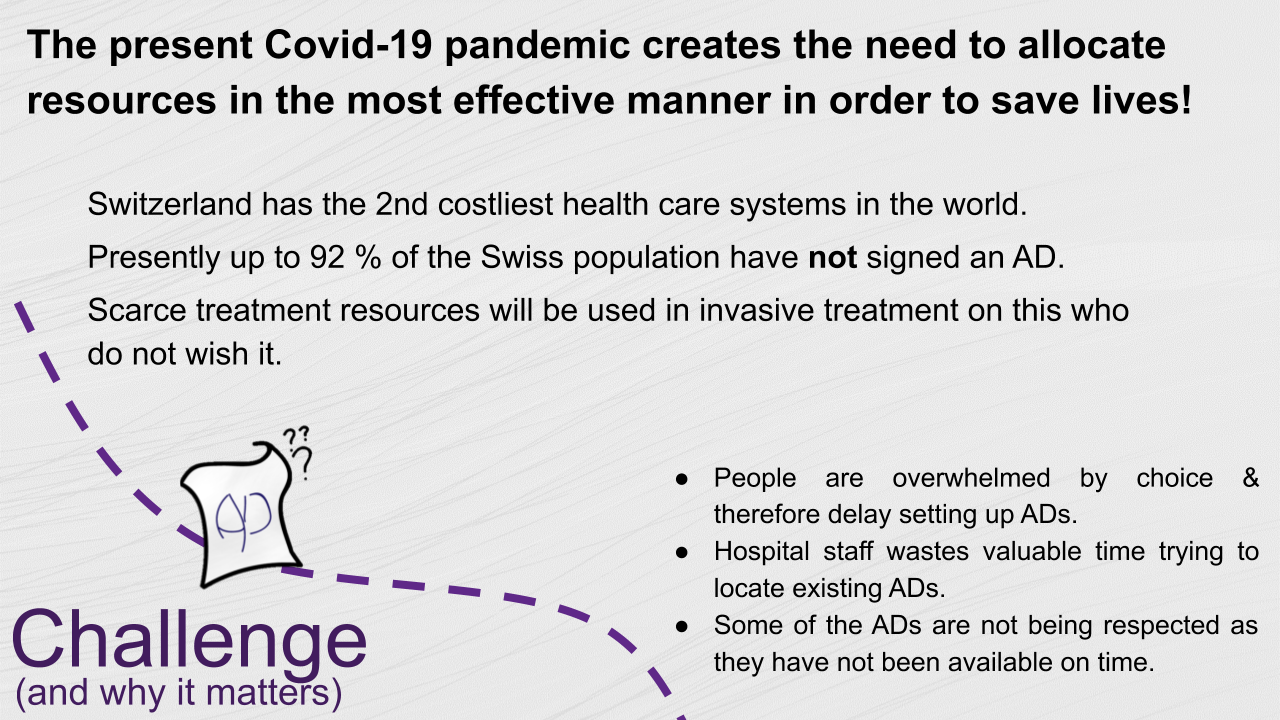 The present Covid-19 pandemic creates the need to allocate
resources in the most effective manner in order to save lives!
Switzerland has the 2nd costliest health care systems in the world.
Presently up to 92 % of the Swiss population have not signed an AD.
Scarce treatment resources will be used in invasive treatment on this who
do not wish it.
???
AD
● People are overwhelmed by choice &
therefore delay setting up ADs.
● Hospital staff wastes valuable time trying to
locate existing ADs.
● Some of the ADs are not being respected as
they have not been available on time.
Challenge
(and why it matters)